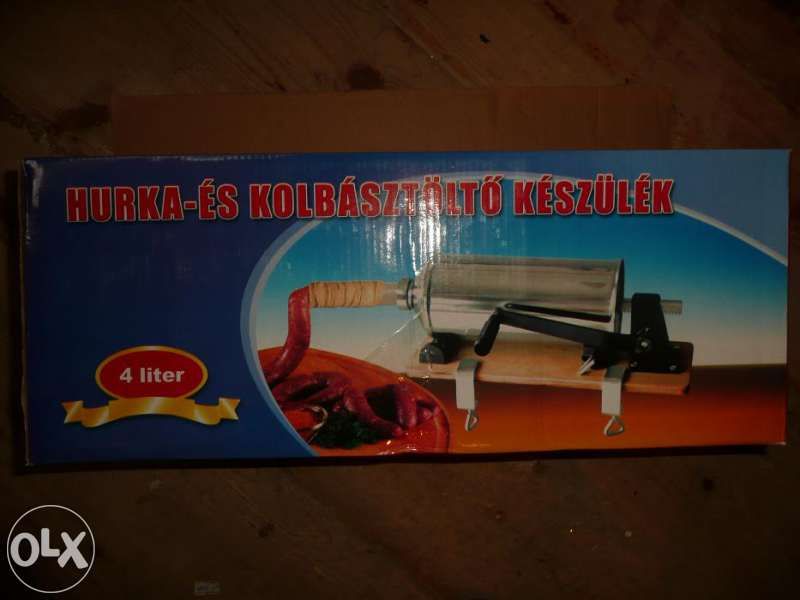 HURKA-ÉS KOLBÁSZTÖLTŐ KÉSZÜLÉK
4 liter
OLX